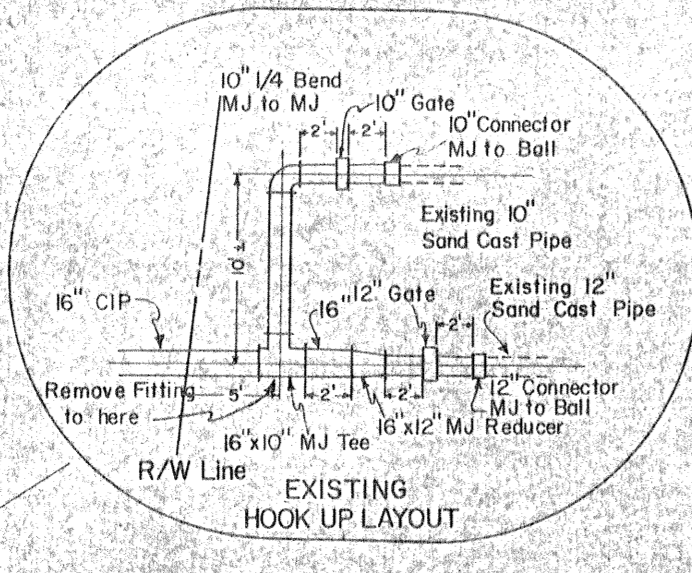 10" 1/4 Bend
MJ to MJ
10" Gate
2' 2'
10" Connector
MJ to Ball
Existing 10"
Sand Cast Pipe
10' ±
16" CIP
16"
12" Gate
Existing 12"
Sand Cast Pipe
2'
Remove Fitting
to here
5'
2'
2'
12" Connector
MJ to Ball
16"x10" MJ Tee
16"x12" MJ Reducer
R/W Line
EXISTING
HOOK UP LAYOUT